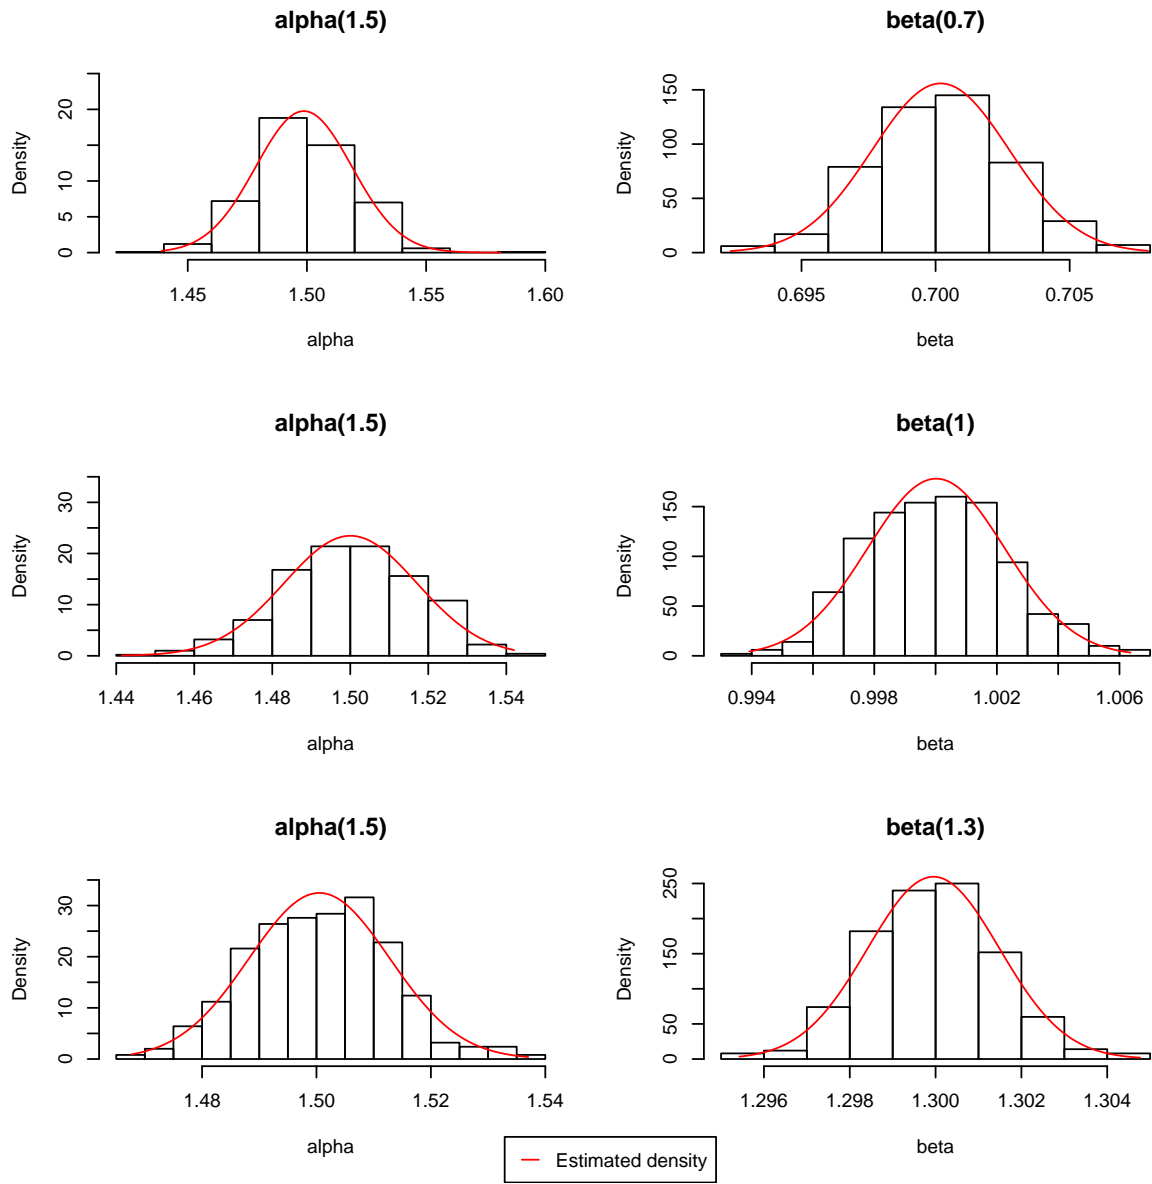 alpha(1.5)
Density
0 5 10 20
1.45 1.50 1.55 1.60
alpha
beta(0.7)
Density
0 50 100 150
0.695 0.700 0.705
beta
alpha(1.5)
Density
0 10 20 30
1.44 1.46 1.48 1.50 1.52 1.54
alpha
beta(1)
Density
0 50 100 150
0.994 0.998 1.002 1.006
beta
alpha(1.5)
Density
0 10 20 30
1.48 1.50 1.52 1.54
alpha
beta(1.3)
Density
0 50 150 250
1.296 1.298 1.300 1.302 1.304
beta
Estimated density